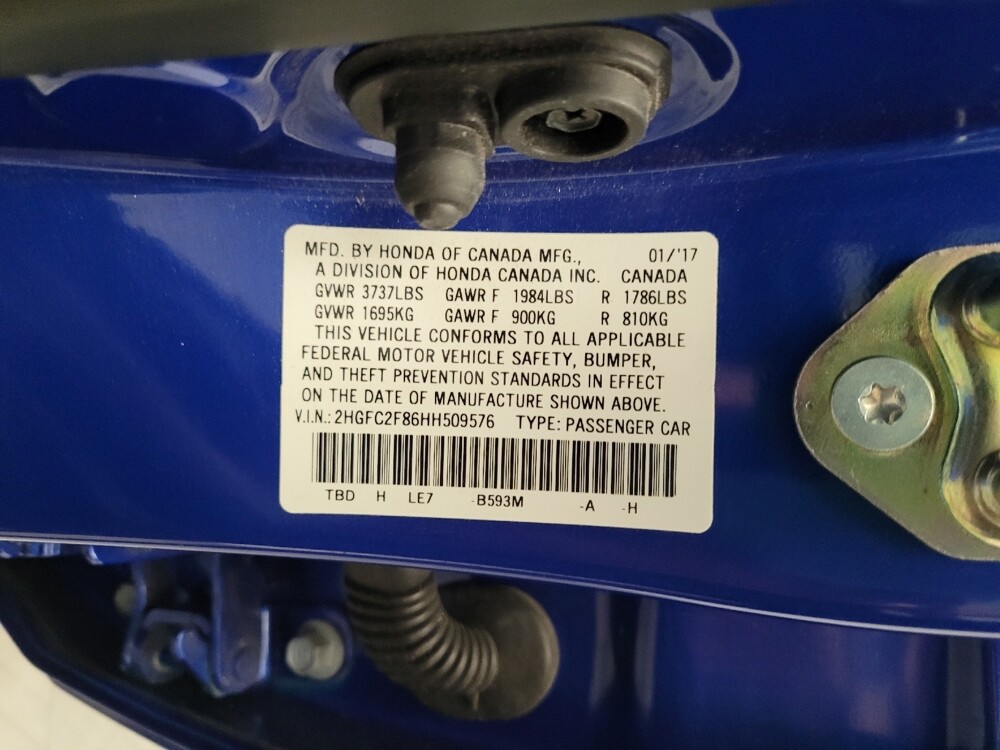 MFD. BY HONDA OF CANADA MFG., 01/'17
A DIVISION OF HONDA CANADA INC. CANADA
GVWR 3737LBS GAWR F 1984LBS R 1786LBS
GVWR 1695KG GAWR F 900KG R 810KG
THIS VEHICLE CONFORMS TO ALL APPLICABLE
FEDERAL MOTOR VEHICLE SAFETY, BUMPER,
AND THEFT PREVENTION STANDARDS IN EFFECT
ON THE DATE OF MANUFACTURE SHOWN ABOVE.
V.I.N.: 2HGFC2F86HH509576 TYPE: PASSENGER CAR
TBD H LE7 -B593M -A -H